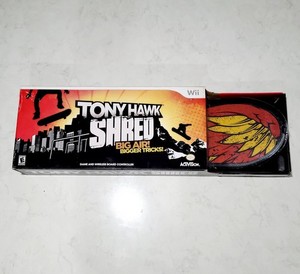 Wii
TONY HAWK
SHRED
BIG AIR!
BIGGER TRICKS!
GAME AND WIRELESS BOARD CONTROLLER
ACTIVISION
E